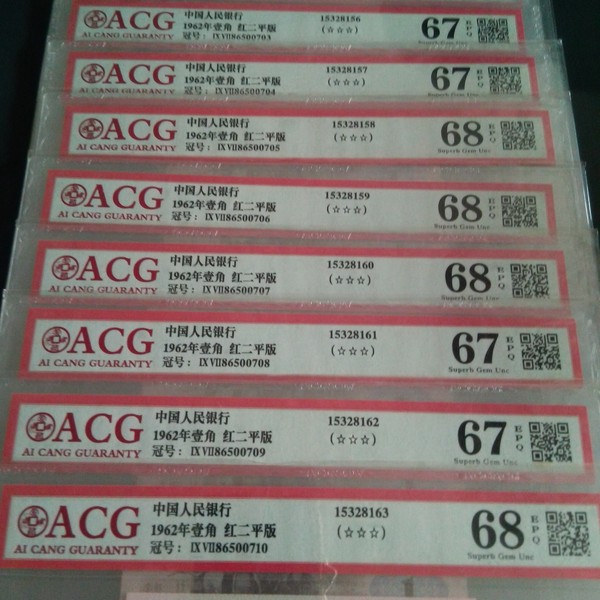 ACG
AI CANG GUARANTY
中国人民银行
1962年壹角 红二平版
冠号： IX VII86500703
15328156
(☆☆☆)
67
EPQ
ACG
AI CANG GUARANTY
中国人民银行
1962年壹角 红二平版
冠号： IX VII86500704
15328157
(☆☆☆)
67
EPQ
Superb Gem Unc
ACG
AI CANG GUARANTY
中国人民银行
1962年壹角 红二平版
冠号： IX VII86500705
15328158
(☆☆☆)
68
EPQ
Superb Gem Unc
ACG
AI CANG GUARANTY
中国人民银行
1962年壹角 红二平版
冠号： IX VII86500706
15328159
(☆☆☆)
68
EPQ
Superb Gem Unc
ACG
AI CANG GUARANTY
中国人民银行
1962年壹角 红二平版
冠号： IX VII86500707
15328160
(☆☆☆)
68
EPQ
Superb Gem Unc
ACG
AI CANG GUARANTY
中国人民银行
1962年壹角 红二平版
冠号： IX VII86500708
15328161
(☆☆☆)
67
EPQ
Superb Gem Unc
ACG
AI CANG GUARANTY
中国人民银行
1962年壹角 红二平版
冠号： IX VII86500709
15328162
(☆☆☆)
67
EPQ
Superb Gem Unc
ACG
AI CANG GUARANTY
中国人民银行
1962年壹角 红二平版
冠号： IX VII86500710
15328163
(☆☆☆)
68
EPQ
Superb Gem Unc